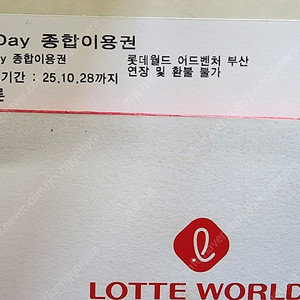 Day 종합이용권
ay 종합이용권 롯데월드 어드벤처 부산
기간 : 25.10.28까지 연장 및 환불 불가
른
LOTTE WORLD